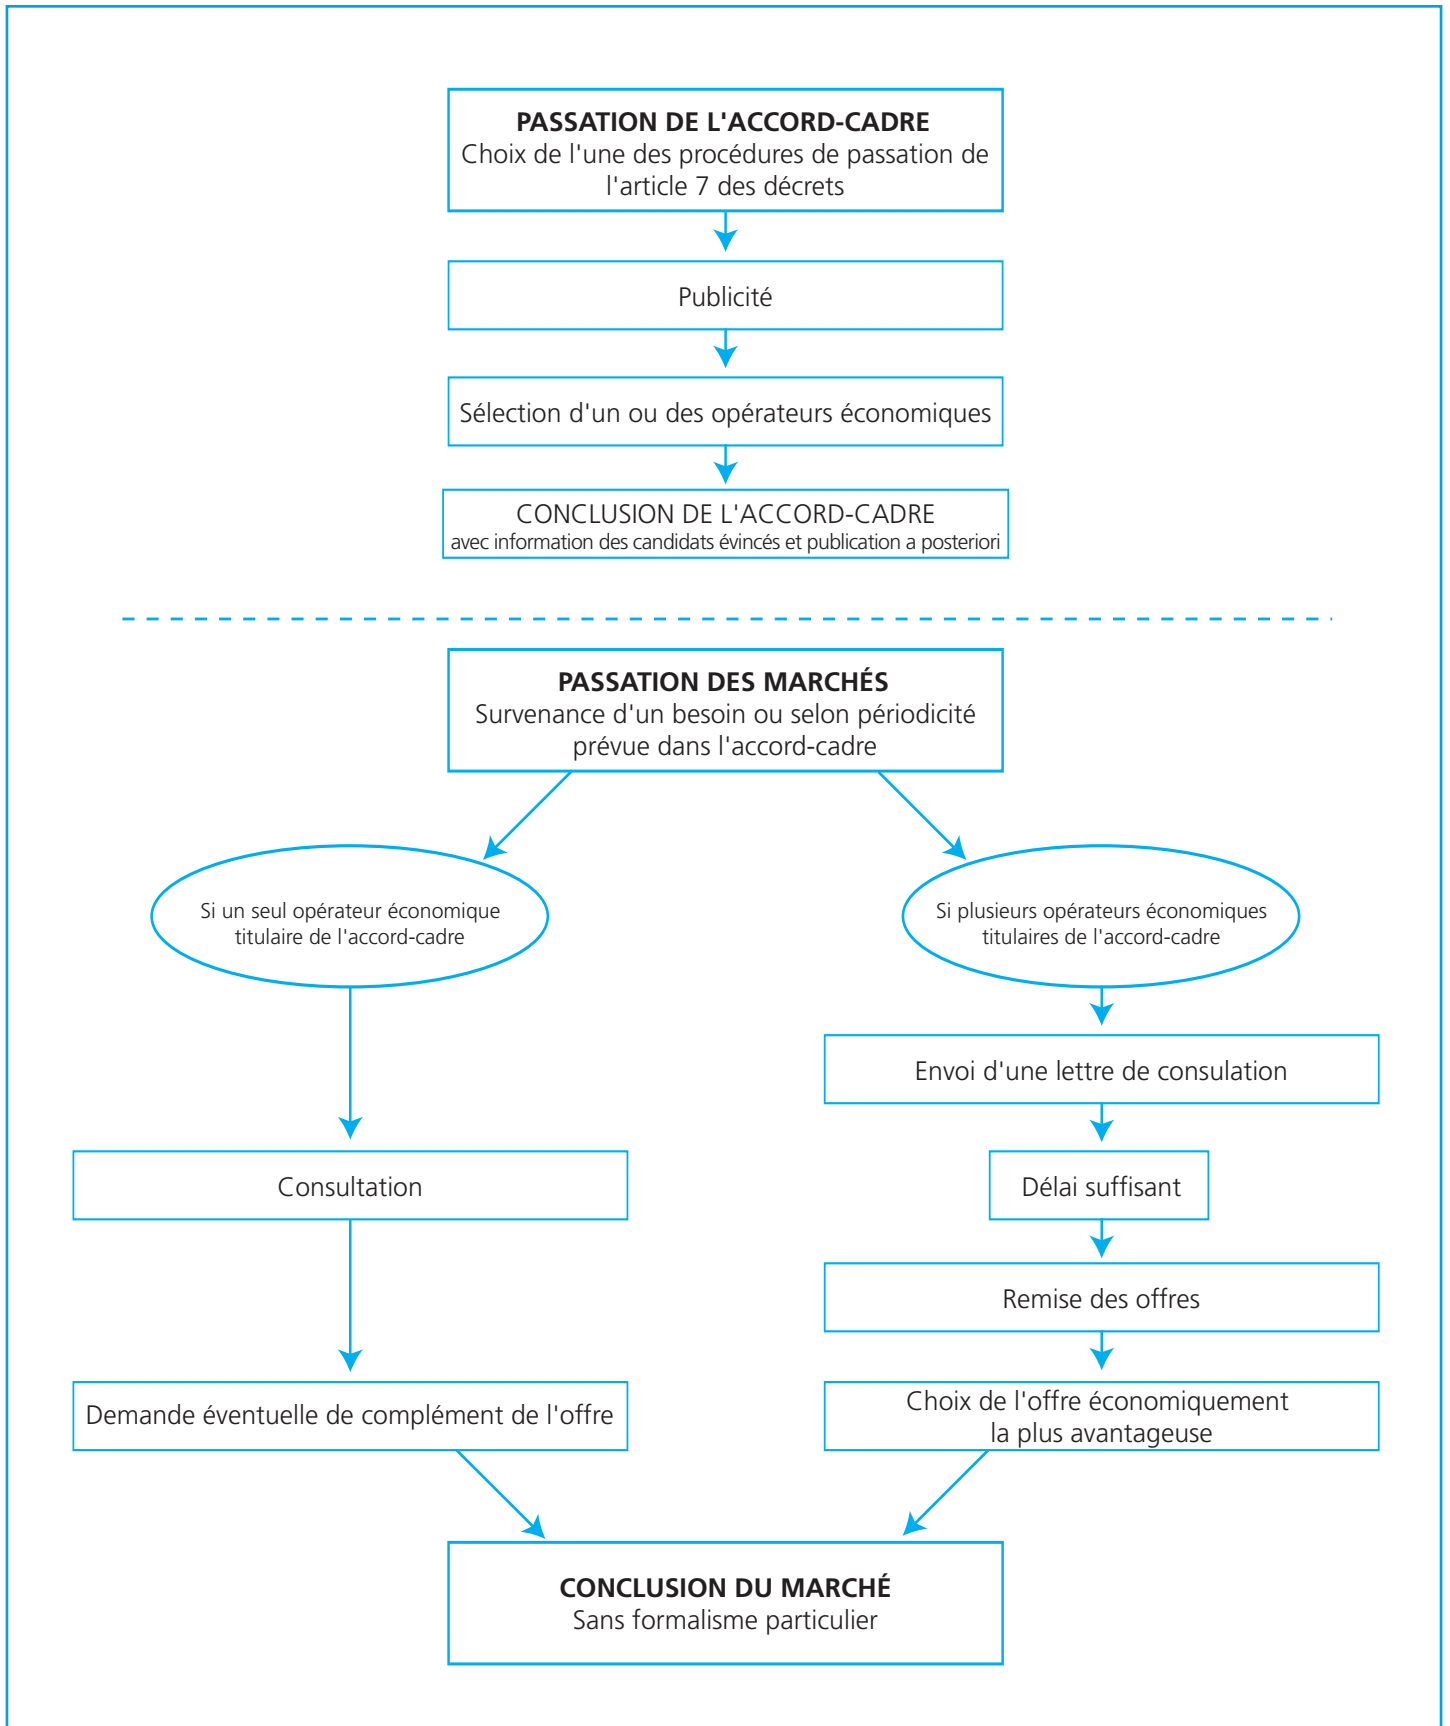 PASSATION DE L'ACCORD-CADRE
Choix de l'une des procédures de passation de
l'article 7 des décrets
Publicité
Sélection d'un ou des opérateurs économiques
CONCLUSION DE L'ACCORD-CADRE
avec information des candidats évincés et publication a posteriori
PASSATION DES MARCHÉS
Survenance d'un besoin ou selon périodicité
prévue dans l'accord-cadre
Si un seul opérateur économique
titulaire de l'accord-cadre
Si plusieurs opérateurs économiques
titulaires de l'accord-cadre
Envoi d'une lettre de consulation
Consultation
Délai suffisant
Remise des offres
Demande éventuelle de complément de l'offre
Choix de l'offre économiquement
la plus avantageuse
CONCLUSION DU MARCHÉ
Sans formalisme particulier